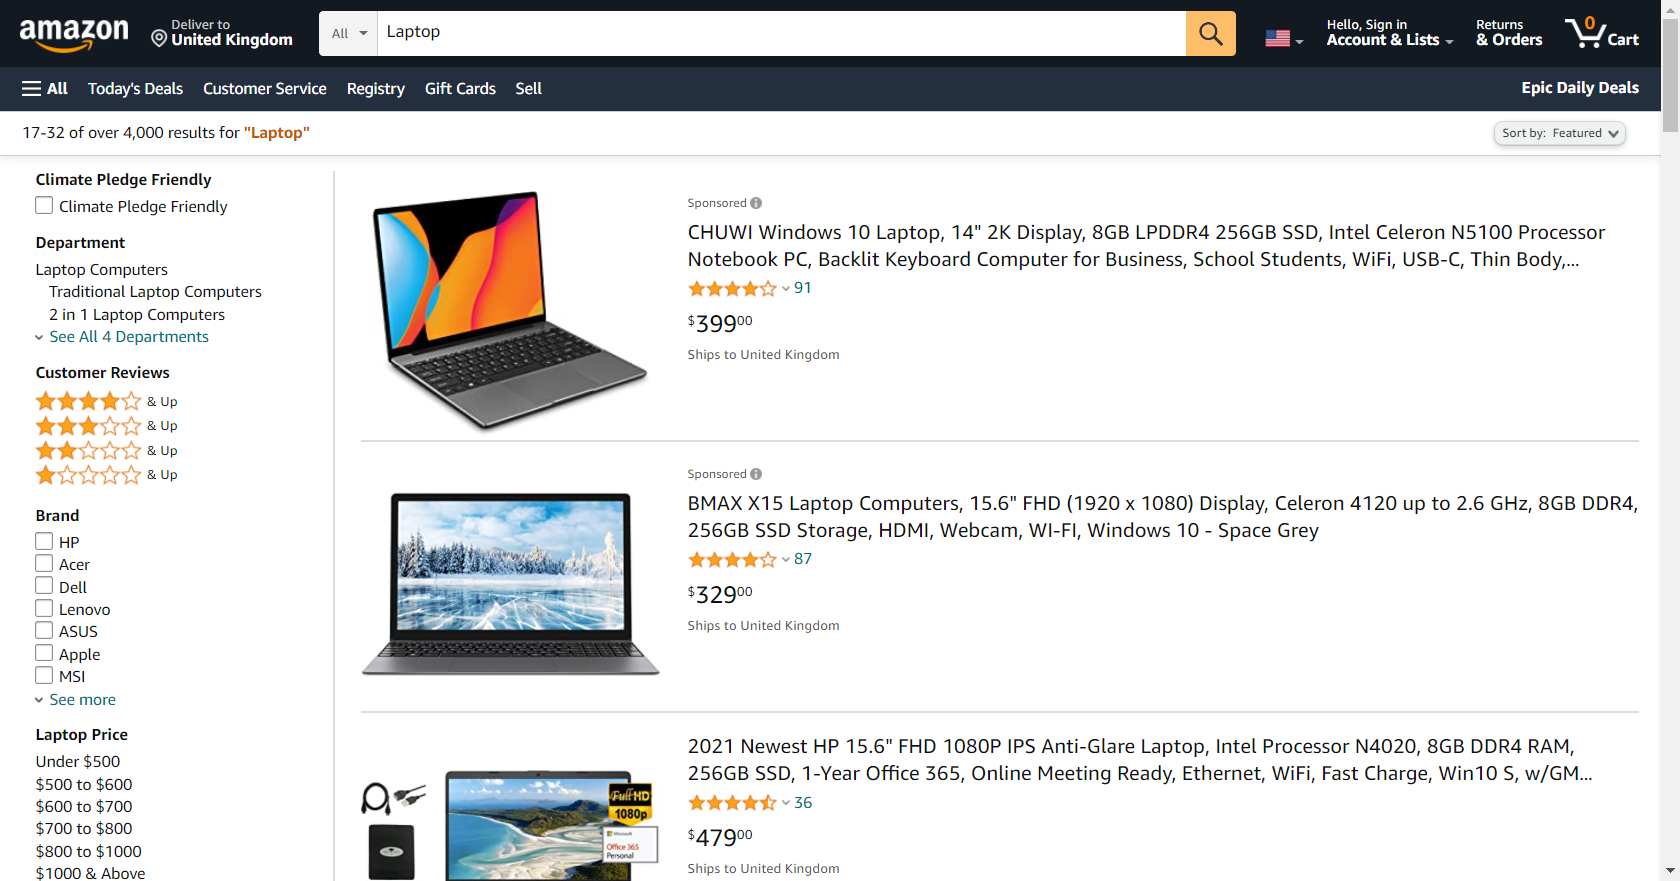 amazon
Deliver to
United Kingdom
All
Laptop
Hello, Sign in
Account & Lists
Returns
& Orders
0
Cart
All
Today's Deals
Customer Service
Registry
Gift Cards
Sell
Epic Daily Deals
17-32 of over 4,000 results for "Laptop"
Sort by: Featured
Climate Pledge Friendly
Climate Pledge Friendly
Department
Laptop Computers
Traditional Laptop Computers
2 in 1 Laptop Computers
See All 4 Departments
Customer Reviews
& Up
& Up
& Up
& Up
Brand
HP
Acer
Dell
Lenovo
ASUS
Apple
MSI
See more
Laptop Price
Under $500
$500 to $600
$600 to $700
$700 to $800
$800 to $1000
$1000 & Above
Sponsored
CHUWI Windows 10 Laptop, 14" 2K Display, 8GB LPDDR4 256GB SSD, Intel Celeron N5100 Processor
Notebook PC, Backlit Keyboard Computer for Business, School Students, WiFi, USB-C, Thin Body,...
91
$39900
Ships to United Kingdom
Sponsored
BMAX X15 Laptop Computers, 15.6" FHD (1920 x 1080) Display, Celeron 4120 up to 2.6 GHz, 8GB DDR4,
256GB SSD Storage, HDMI, Webcam, WI-FI, Windows 10 - Space Grey
87
$32900
Ships to United Kingdom
Full HD
1080p
Microsoft
Office 365
Personal
2021 Newest HP 15.6" FHD 1080P IPS Anti-Glare Laptop, Intel Processor N4020, 8GB DDR4 RAM,
256GB SSD, 1-Year Office 365, Online Meeting Ready, Ethernet, WiFi, Fast Charge, Win10 S, w/GM...
36
$47900
Ships to United Kingdom